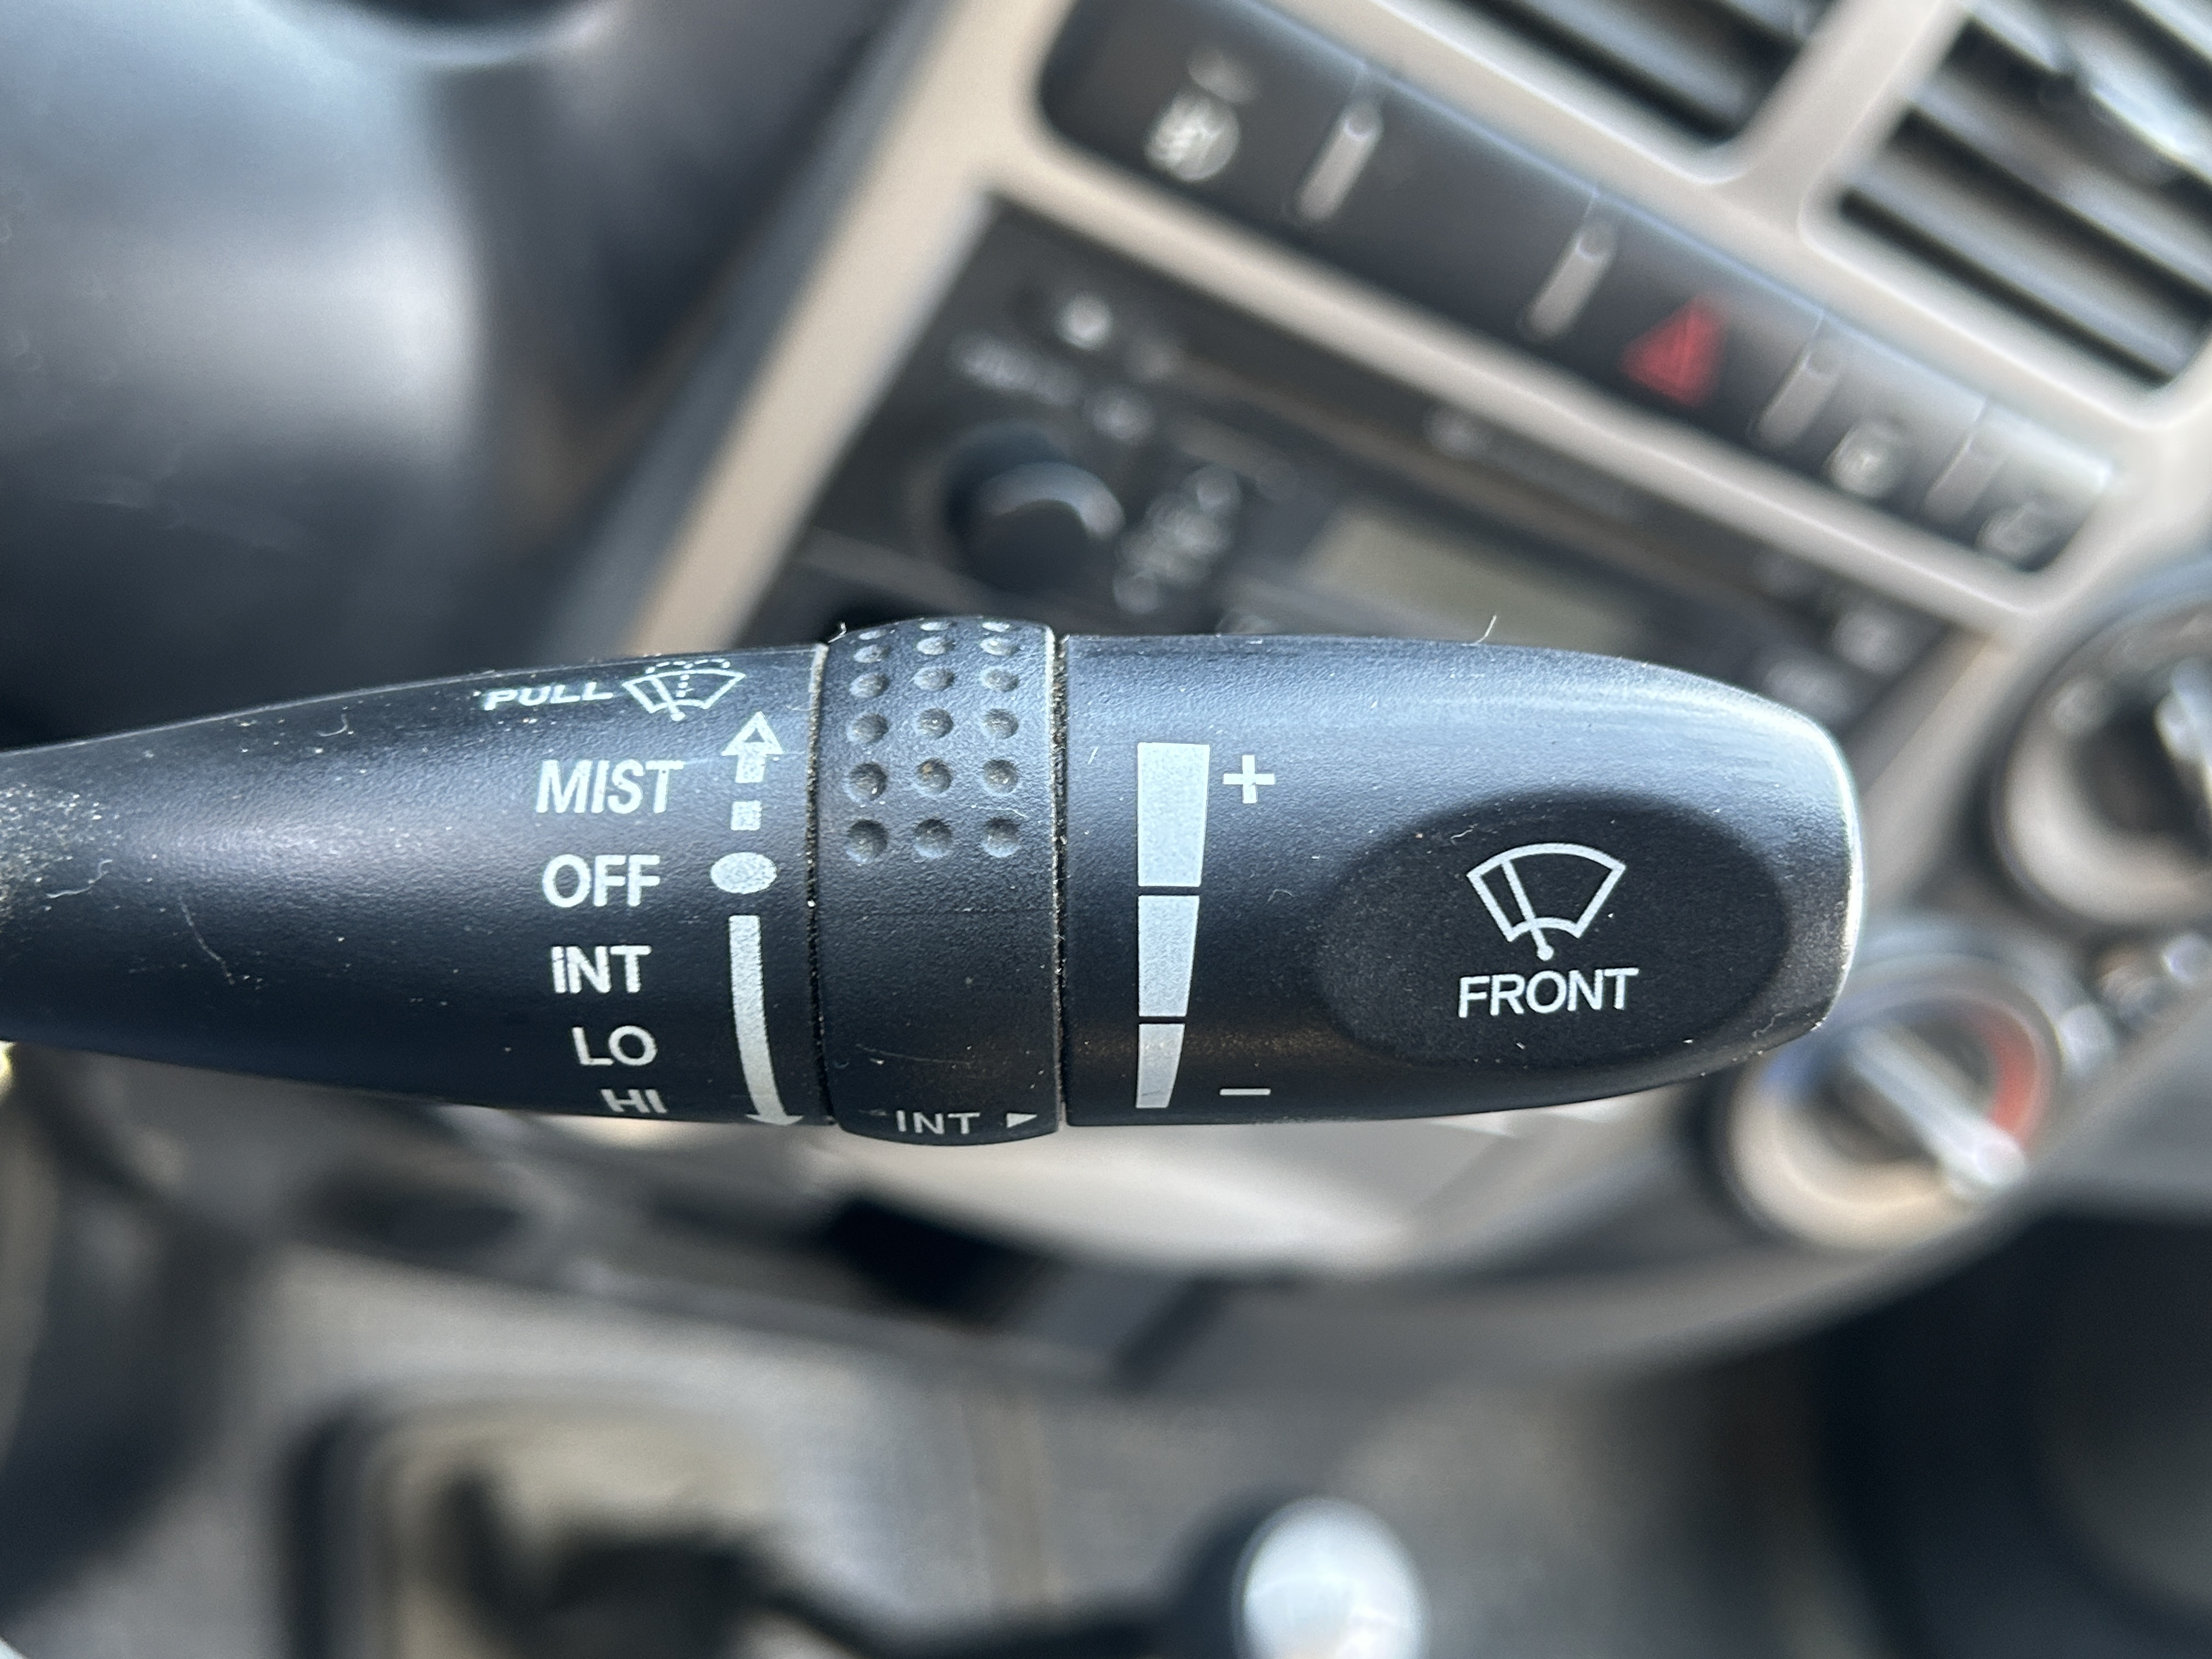 PULL
MIST
OFF
INT
LO
HI
INT
+
−
FRONT